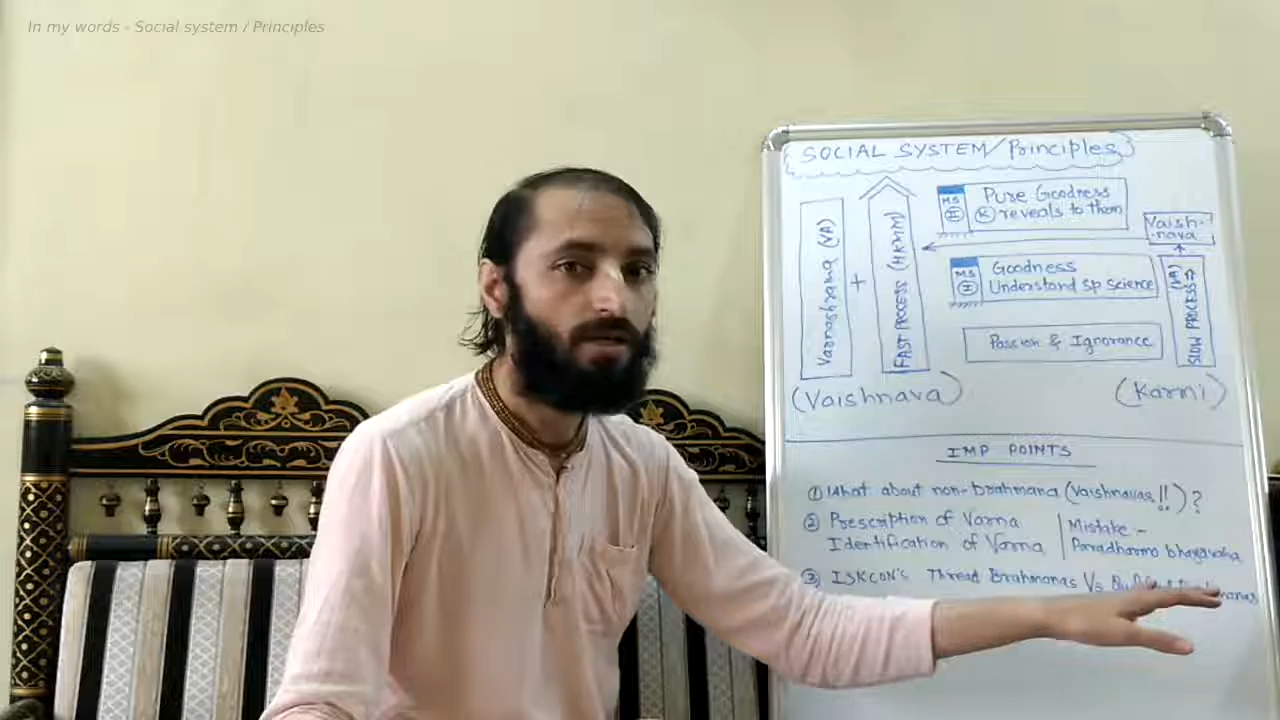 In my words - Social system / Principles
SOCIAL SYSTEM/Principles
Varnashrama (VA)
+
FAST PROCESS (HKMM)
MS
I
Pure Goodness
K reveals to them
Vaish-
-nava
MS
I
Goodness
Understand sp science
Passion & Ignorance
SLOW PROCESS→
(VA)
(Vaishnava)
(Karmi)
IMP POINTS
① What about non-brahmana (Vaishnavas!!)?
② Prescription of Varna
Identification of Varna
Mistake -
Paradharmo bhayavaha
③ ISKCON's Thread Brahmanas Vs